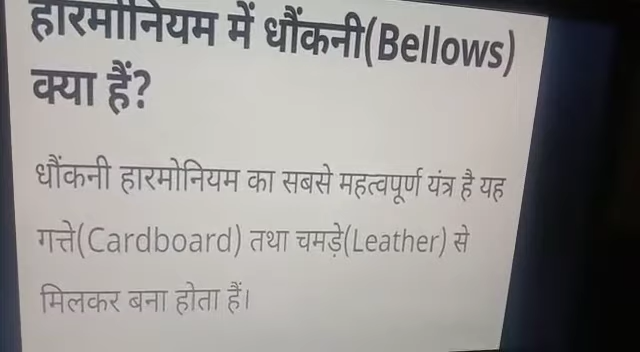 हारमोनियम में धौंकनी(Bellows)
क्या हैं?
धौंकनी हारमोनियम का सबसे महत्वपूर्ण यंत्र है यह
गत्ते(Cardboard) तथा चमड़े(Leather) से
मिलकर बना होता हैं।